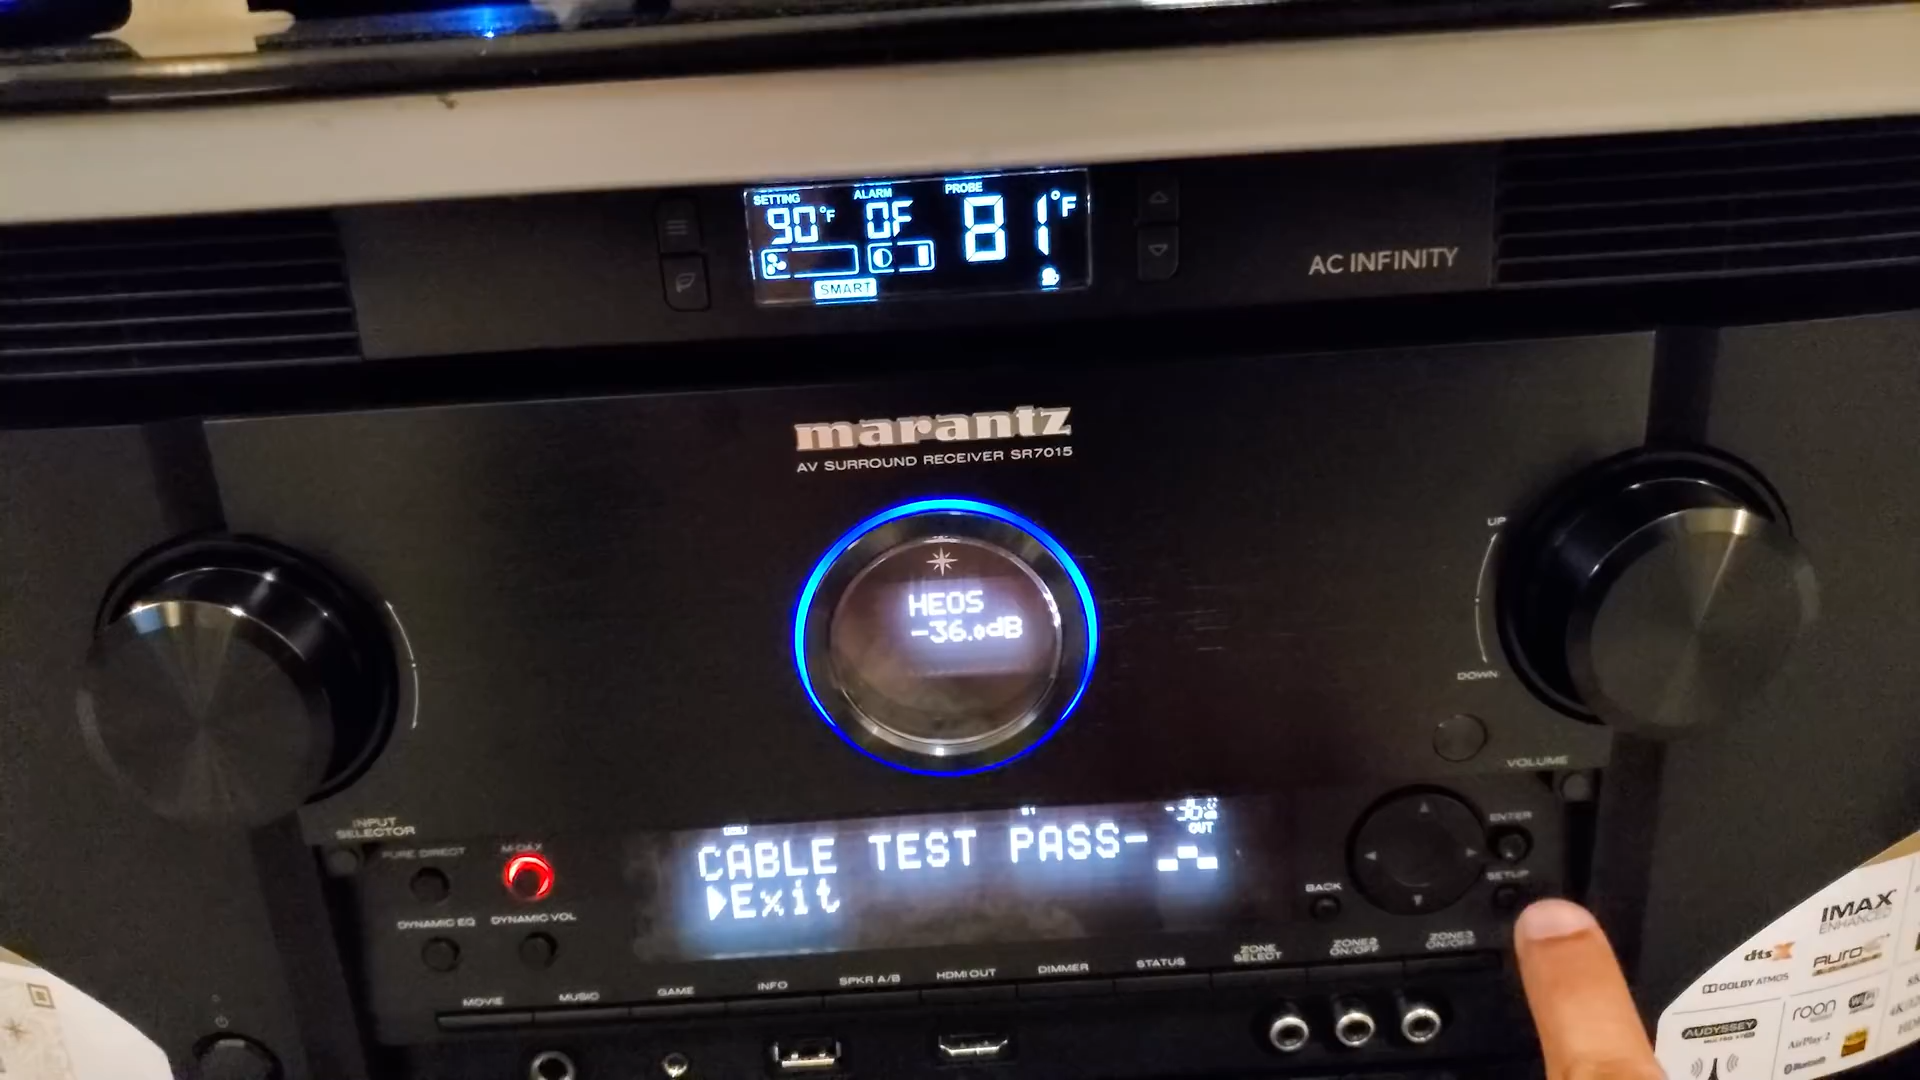 SETTING
ALARM
PROBE
90°F
OF
81°F
SMART
AC INFINITY
marantz
AV SURROUND RECEIVER SR7015
HEOS
-36.0dB
UP
DOWN
VOLUME
INPUT SELECTOR
PURE DIRECT
M-DAX
DYNAMIC EQ
DYNAMIC VOL
OUT
CABLE TEST PASS-
▶Exit
ENTER
SETUP
BACK
MOVIE
MUSIC
GAME
INFO
SPKR A/B
HDMI OUT
DIMMER
STATUS
ZONE SELECT
ZONE2 ON/OFF
ZONE3 ON/OFF
IMAX
ENHANCED
dts X
AURO
DOLBY ATMOS
roon
WiFi
AUDYSSEY
AirPlay 2
Bluetooth